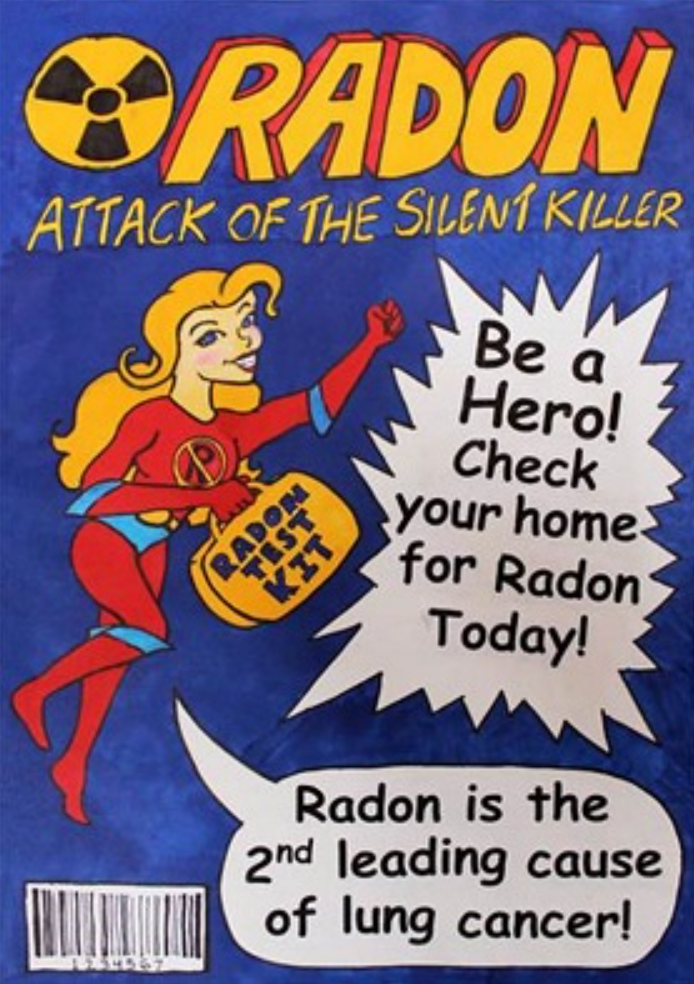 RADON
ATTACK OF THE SILENT KILLER
Be a
Hero!
Check
your home
for Radon
Today!
R
RADON
TEST
KIT
Radon is the
2nd leading cause
of lung cancer!
1234567